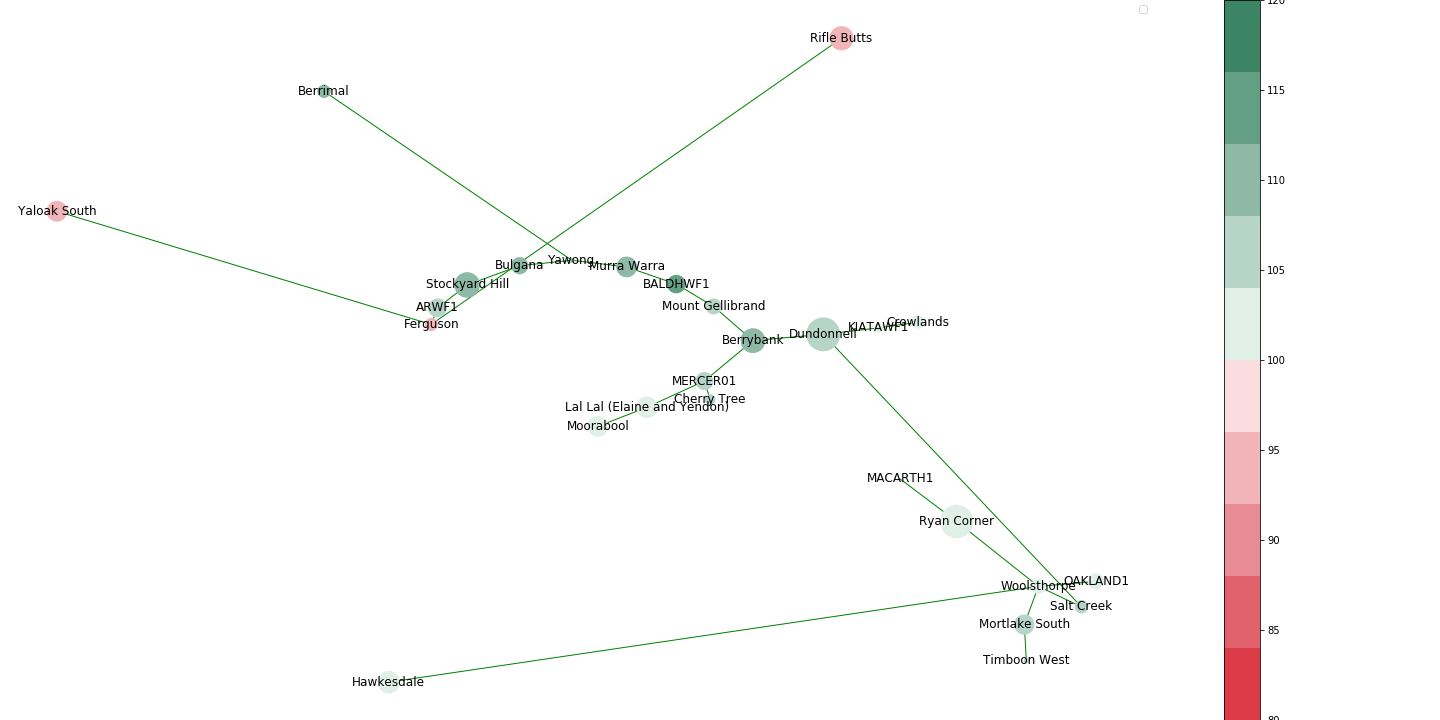 120
Rifle Butts
Berrimal
115
110
Yaloak South
Yawong
Bulgana
Murra Warra
105
Stockyard Hill
BALDHWF1
ARWF1
Mount Gellibrand
Ferguson
Crowlands
KIATAWF1
Dundonnell
Berrybank
100
MERCER01
Cherry Tree
Lal Lal (Elaine and Yendon)
Moorabool
95
MACARTH1
Ryan Corner
90
OAKLAND1
Woolsthorpe
Salt Creek
Mortlake South
85
Timboon West
Hawkesdale
80